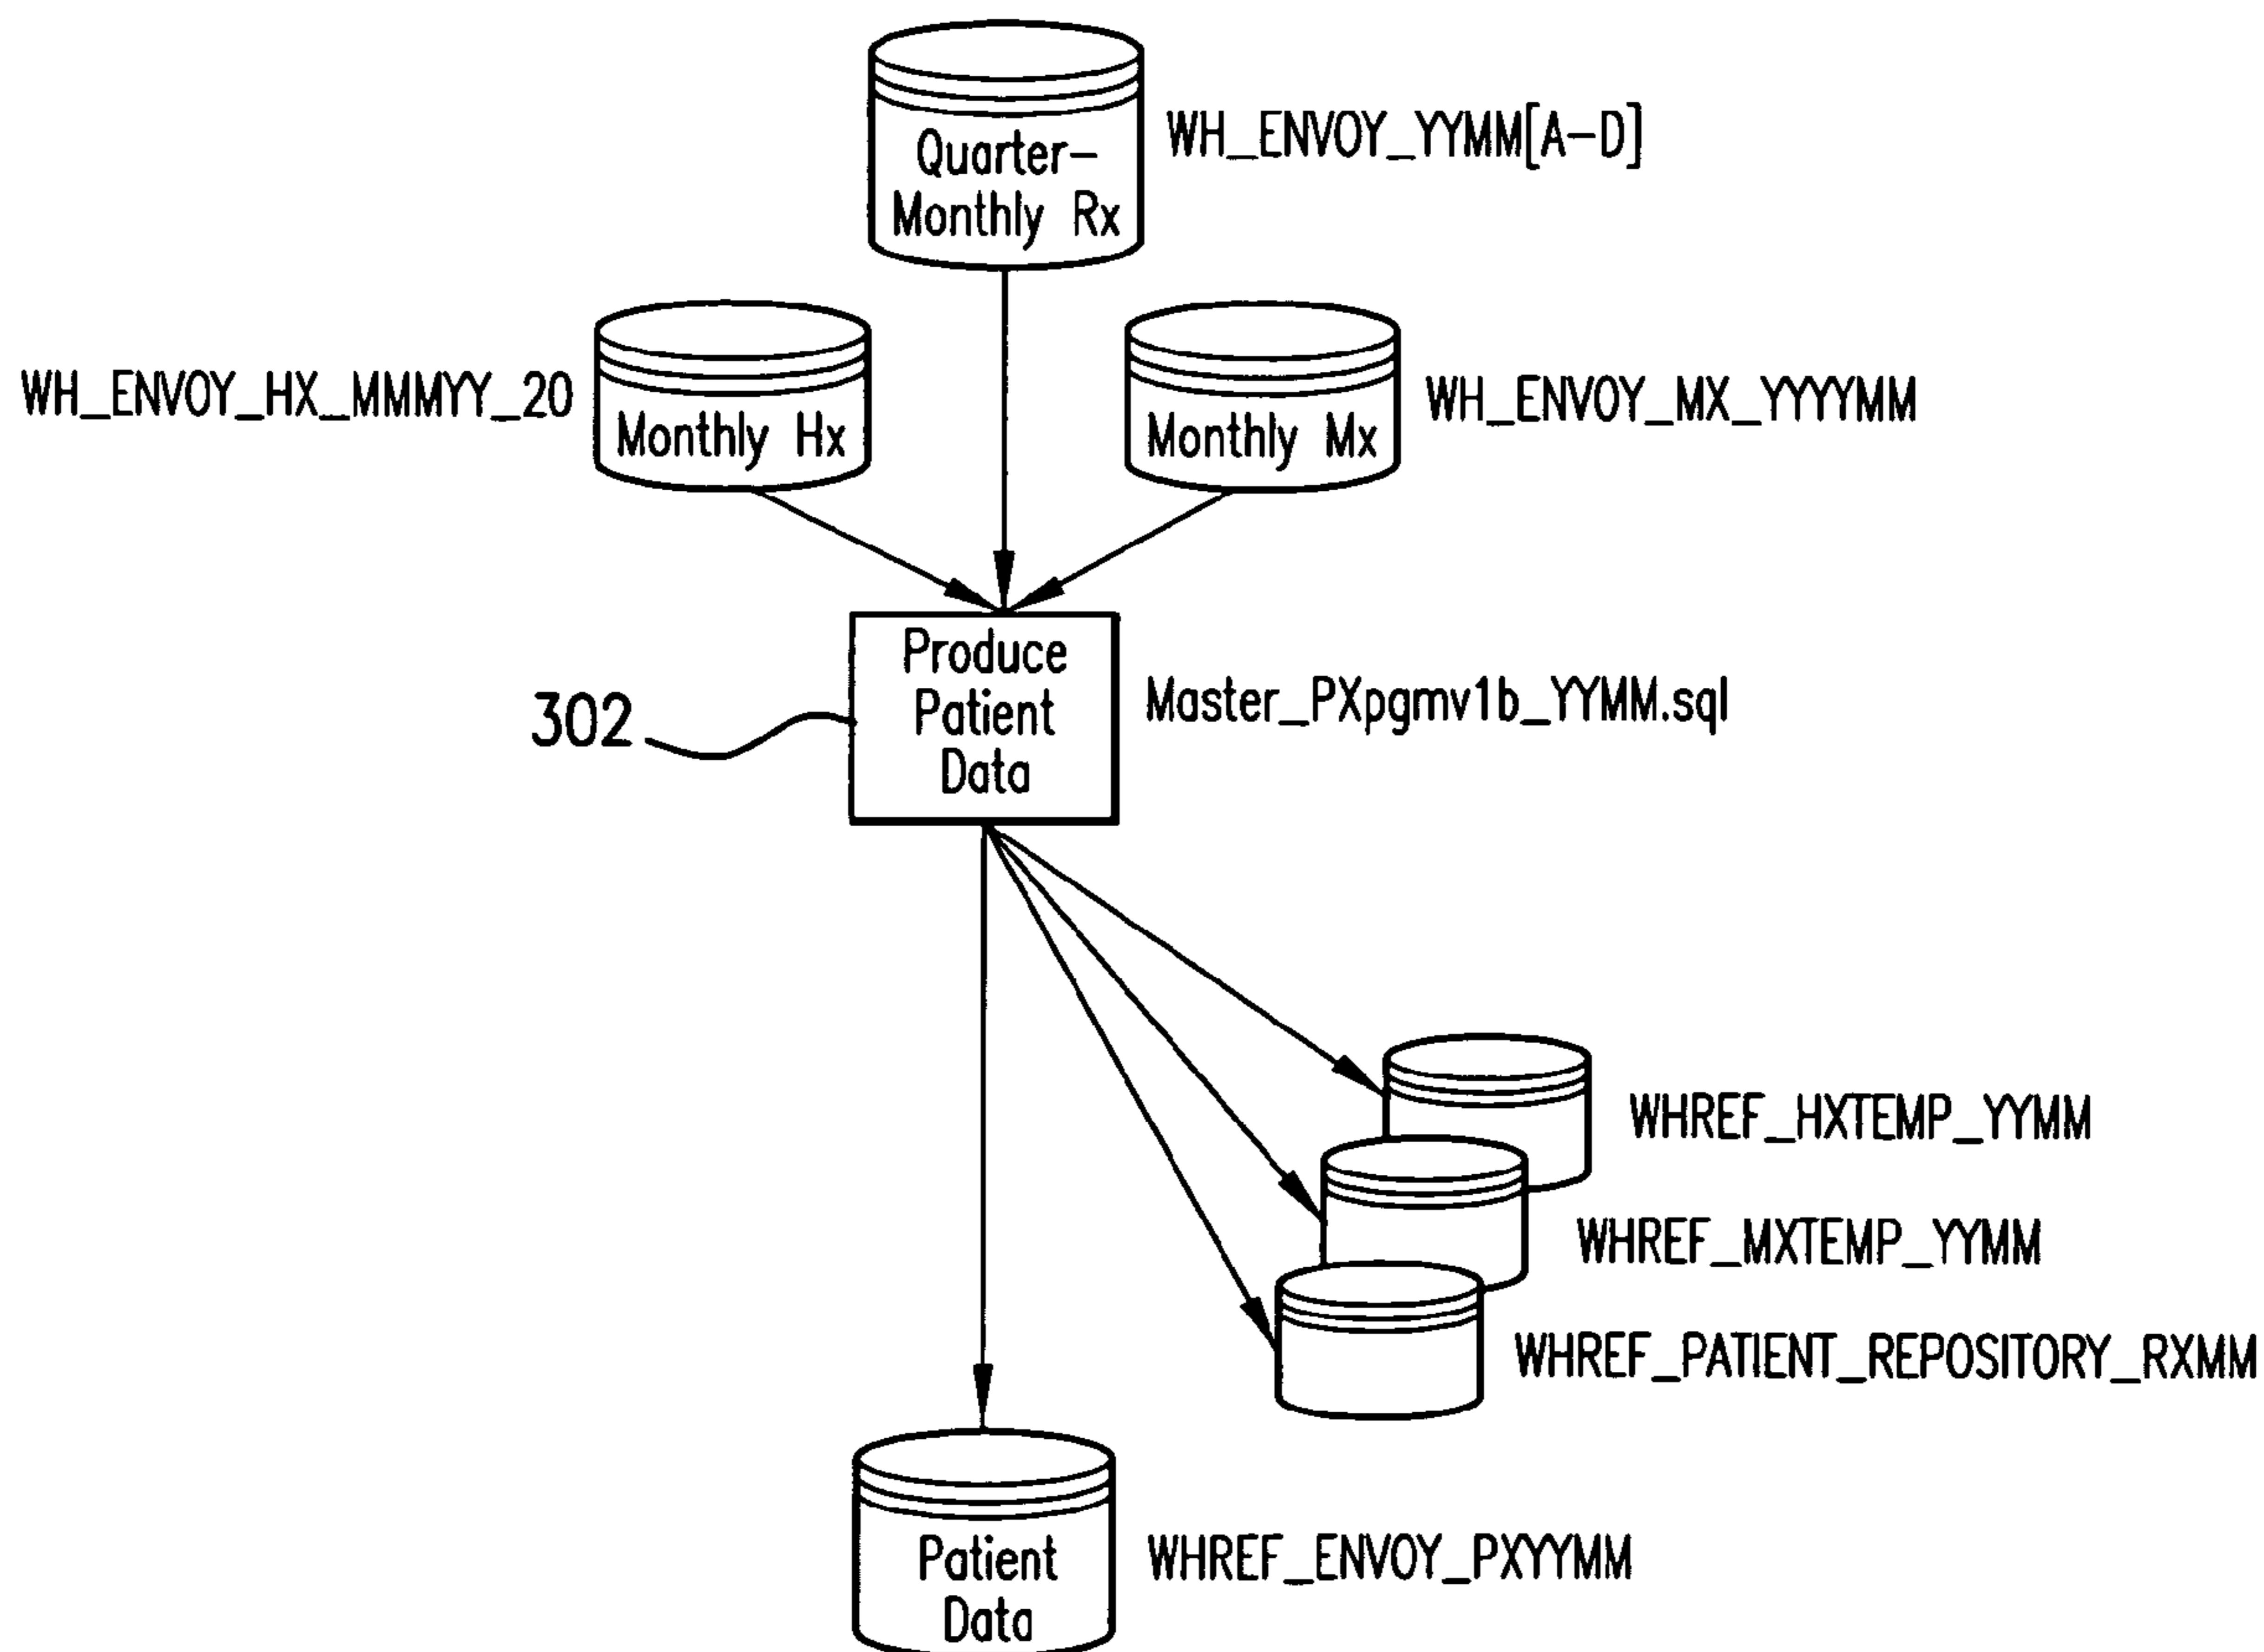 Quarter-
Monthly Rx
WH_ENVOY_YYMM[A-D]
WH_ENVOY_HX_MMMYY_20
Monthly Hx
Monthly Mx
WH_ENVOY_MX_YYYYMM
Produce
Patient
Data
302
Master_PXpgmv1b_YYMM.sql
WHREF_HXTEMP_YYMM
WHREF_MXTEMP_YYMM
WHREF_PATIENT_REPOSITORY_RXMM
Patient
Data
WHREF_ENVOY_PXYYMM